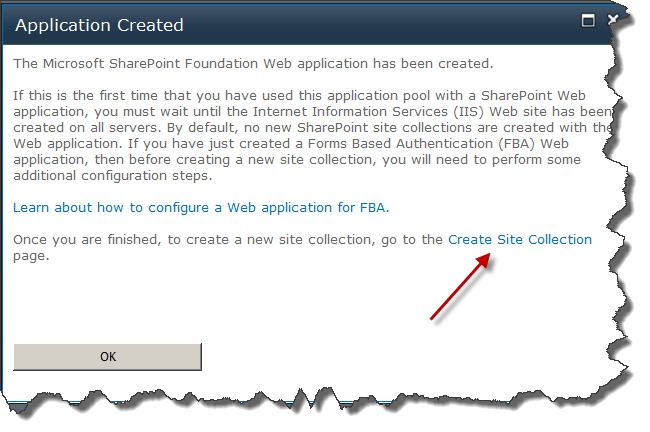 Application Created
The Microsoft SharePoint Foundation Web application has been created.
If this is the first time that you have used this application pool with a SharePoint Web
application, you must wait until the Internet Information Services (IIS) Web site has been
created on all servers. By default, no new SharePoint site collections are created with the
Web application. If you have just created a Forms Based Authentication (FBA) Web
application, then before creating a new site collection, you will need to perform some
additional configuration steps.
Learn about how to configure a Web application for FBA.
Once you are finished, to create a new site collection, go to the Create Site Collection
page.
OK